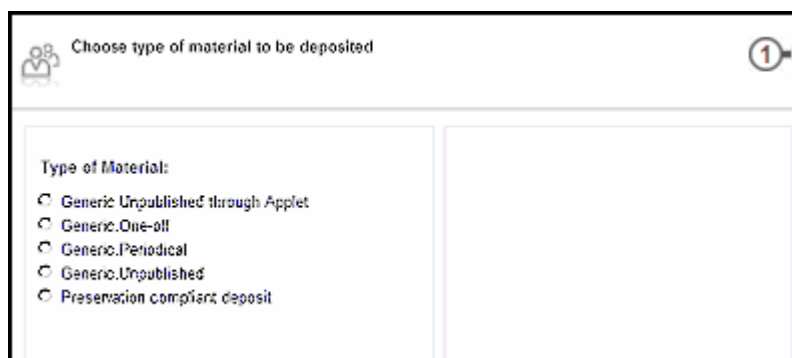 Choose type of material to be deposited
1
Type of Material:
Generic Unpublished through Applet
Generic.One-off
Generic.Periodical
Generic.Unpublished
Preservation compliant deposit